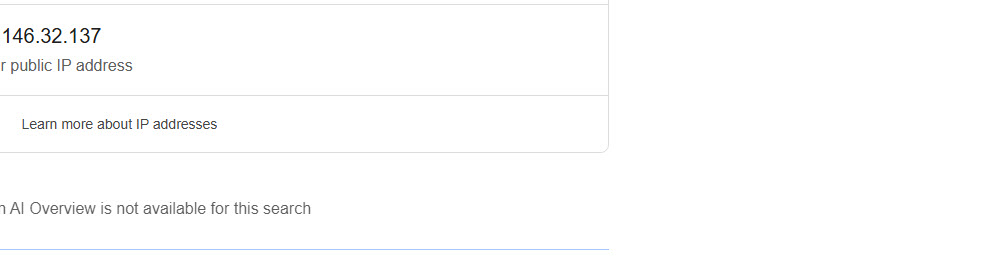 146.32.137
r public IP address
Learn more about IP addresses
n AI Overview is not available for this search